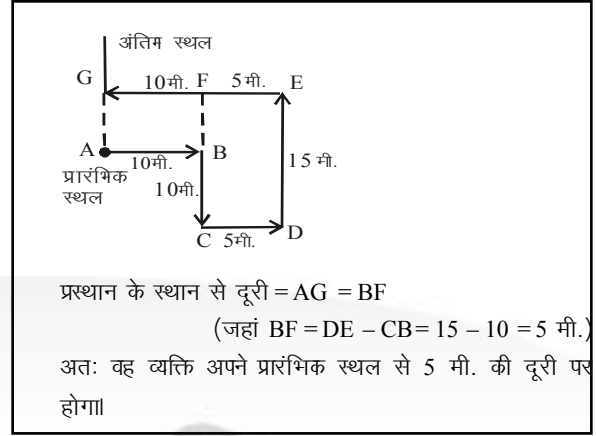 अंतिम स्थल
G 10मी. F 5मी. E
A 10मी. B 15 मी.
प्रारंभिक
स्थल
10मी.
C 5मी. D
प्रस्थान के स्थान से दूरी = AG = BF
(जहां BF = DE – CB= 15 – 10 = 5 मी.)
अतः वह व्यक्ति अपने प्रारंभिक स्थल से 5 मी. की दूरी पर
होगा।